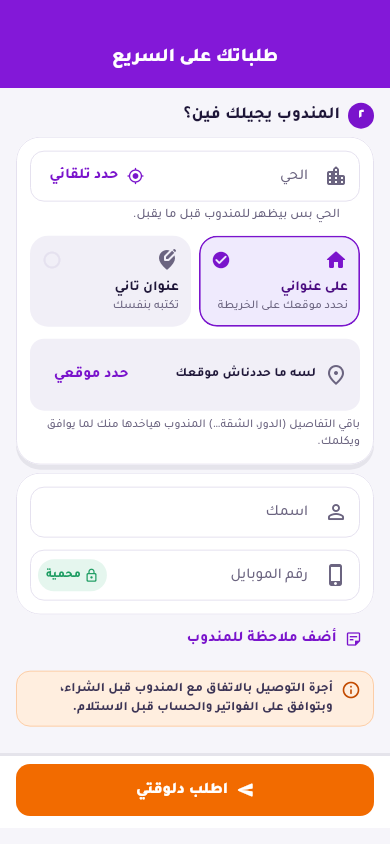 طلباتك على السريع
٢
المندوب يجيلك فين؟
الحي
حدد تلقائي
الحي بس بيظهر للمندوب قبل ما يقبل.
على عنواني
نحدد موقعك على الخريطة
عنوان تاني
تكتبه بنفسك
لسه ما حددناش موقعك
حدد موقعي
باقي التفاصيل (الدور، الشقة…) المندوب هياخدها منك لما يوافق
ويكلمك.
اسمك
رقم الموبايل
محمية
أضف ملاحظة للمندوب
أجرة التوصيل بالاتفاق مع المندوب قبل الشراء،
وبتوافق على الفواتير والحساب قبل الاستلام.
اطلب دلوقتي